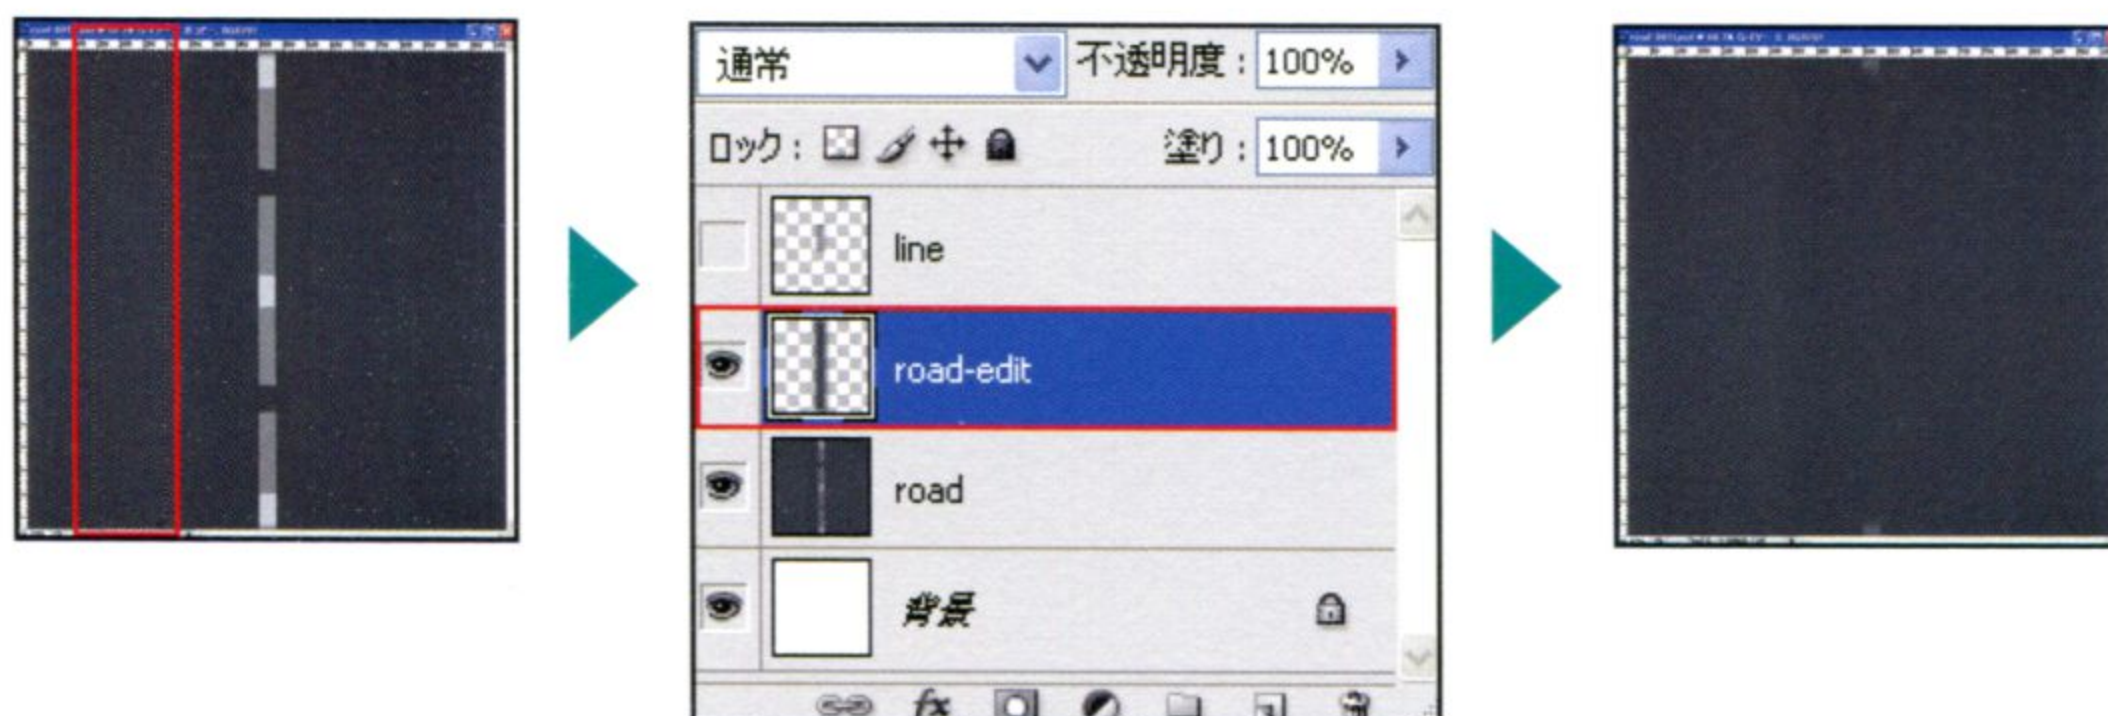 通常
不透明度 : 100%
ロック :
塗り : 100%
line
road-edit
road
背景
fx